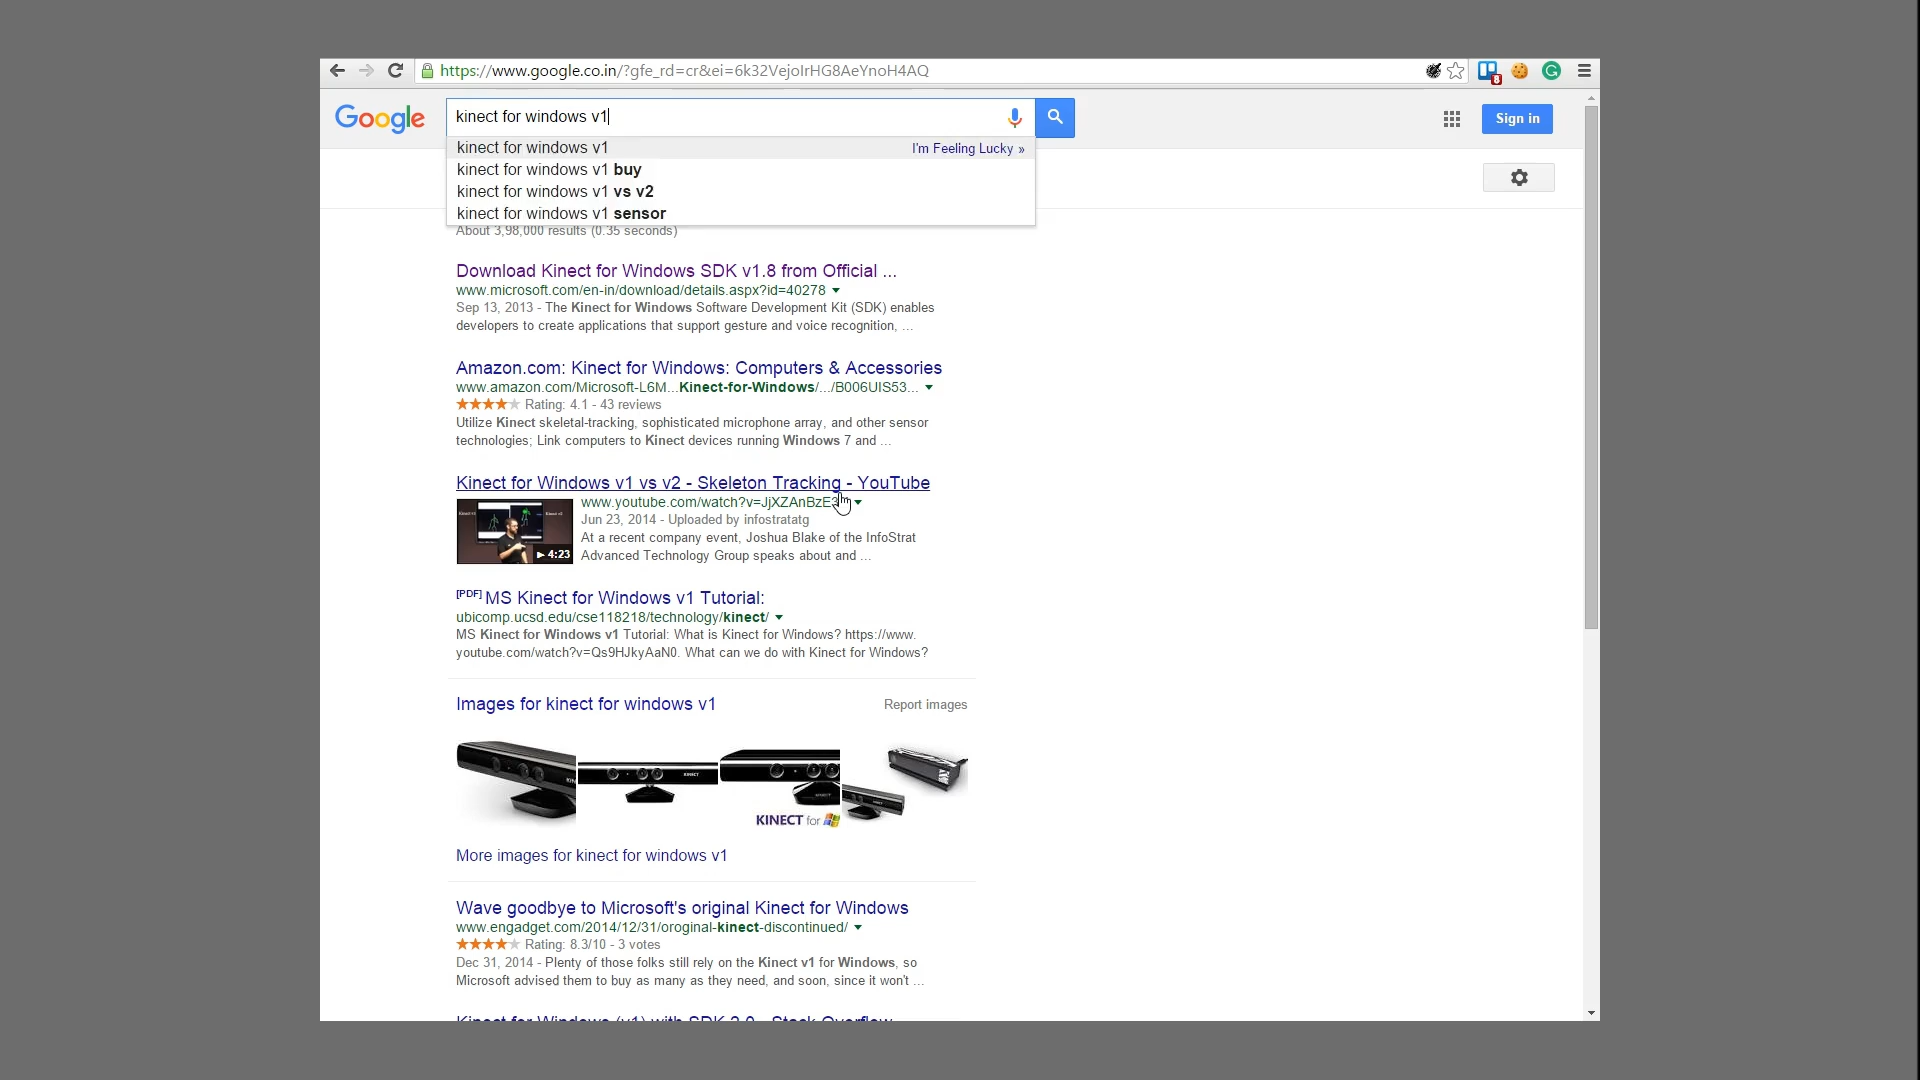 https://www.google.co.in/?gfe_rd=cr&ei=6k32VejoIrHG8AeYnoH4AQ
8
G
Google
kinect for windows v1
Sign in
kinect for windows v1
I'm Feeling Lucky »
kinect for windows v1 buy
kinect for windows v1 vs v2
kinect for windows v1 sensor
About 3,98,000 results (0.35 seconds)
Download Kinect for Windows SDK v1.8 from Official ...
www.microsoft.com/en-in/download/details.aspx?id=40278
Sep 13, 2013 - The Kinect for Windows Software Development Kit (SDK) enables
developers to create applications that support gesture and voice recognition, ...
Amazon.com: Kinect for Windows: Computers & Accessories
www.amazon.com/Microsoft-L6M...Kinect-for-Windows/.../B006UIS53...
Rating: 4.1 - 43 reviews
Utilize Kinect skeletal-tracking, sophisticated microphone array, and other sensor
technologies; Link computers to Kinect devices running Windows 7 and ...
Kinect for Windows v1 vs v2 - Skeleton Tracking - YouTube
www.youtube.com/watch?v=JjXZAnBzE3
Jun 23, 2014 - Uploaded by infostratatg
At a recent company event, Joshua Blake of the InfoStrat
4:23
Advanced Technology Group speaks about and ...
[PDF] MS Kinect for Windows v1 Tutorial:
ubicomp.ucsd.edu/cse118218/technology/kinect/
MS Kinect for Windows v1 Tutorial: What is Kinect for Windows? https://www.
youtube.com/watch?v=Qs9HJkyAaN0. What can we do with Kinect for Windows?
Images for kinect for windows v1
Report images
KINECT
KINECT for
More images for kinect for windows v1
Wave goodbye to Microsoft's original Kinect for Windows
www.engadget.com/2014/12/31/oroginal-kinect-discontinued/
Rating: 8.3/10 - 3 votes
Dec 31, 2014 - Plenty of those folks still rely on the Kinect v1 for Windows, so
Microsoft advised them to buy as many as they need, and soon, since it won't ...
Kinect for Windows (v1) with SDK 2.0 - Stack Overflow